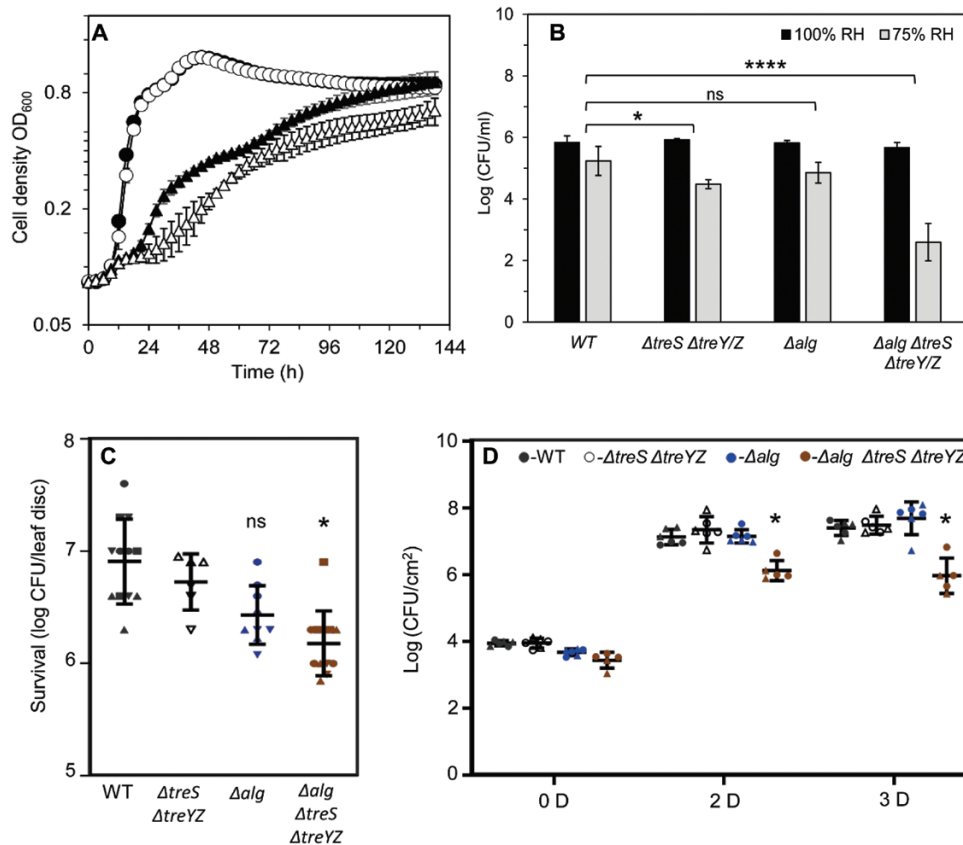 A
Cell density OD600
0.8
0.2
0.05
0 24 48 72 96 120 144
Time (h)
B
100% RH 75% RH
Log (CFU/ml)
10
8
6
4
2
0
****
ns
*
WT ΔtreS ΔtreY/Z Δalg Δalg ΔtreS
ΔtreY/Z
C
Survival (log CFU/leaf disc)
8
7
6
5
ns
*
WT ΔtreS Δalg Δalg
ΔtreYZ ΔtreS
ΔtreYZ
D
-WT -ΔtreS ΔtreYZ -Δalg -Δalg ΔtreS ΔtreYZ
Log (CFU/cm2)
10
8
6
4
2
0
*
*
0 D 2 D 3 D